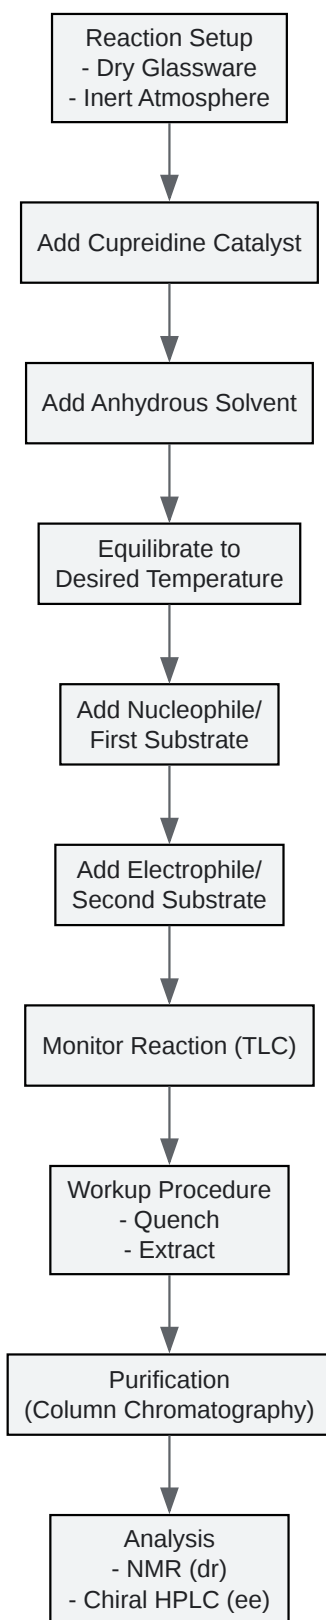 Reaction Setup
- Dry Glassware
- Inert Atmosphere
Add Cupreidine Catalyst
Add Anhydrous Solvent
Equilibrate to
Desired Temperature
Add Nucleophile/
First Substrate
Add Electrophile/
Second Substrate
Monitor Reaction (TLC)
Workup Procedure
- Quench
- Extract
Purification
(Column Chromatography)
Analysis
- NMR (dr)
- Chiral HPLC (ee)